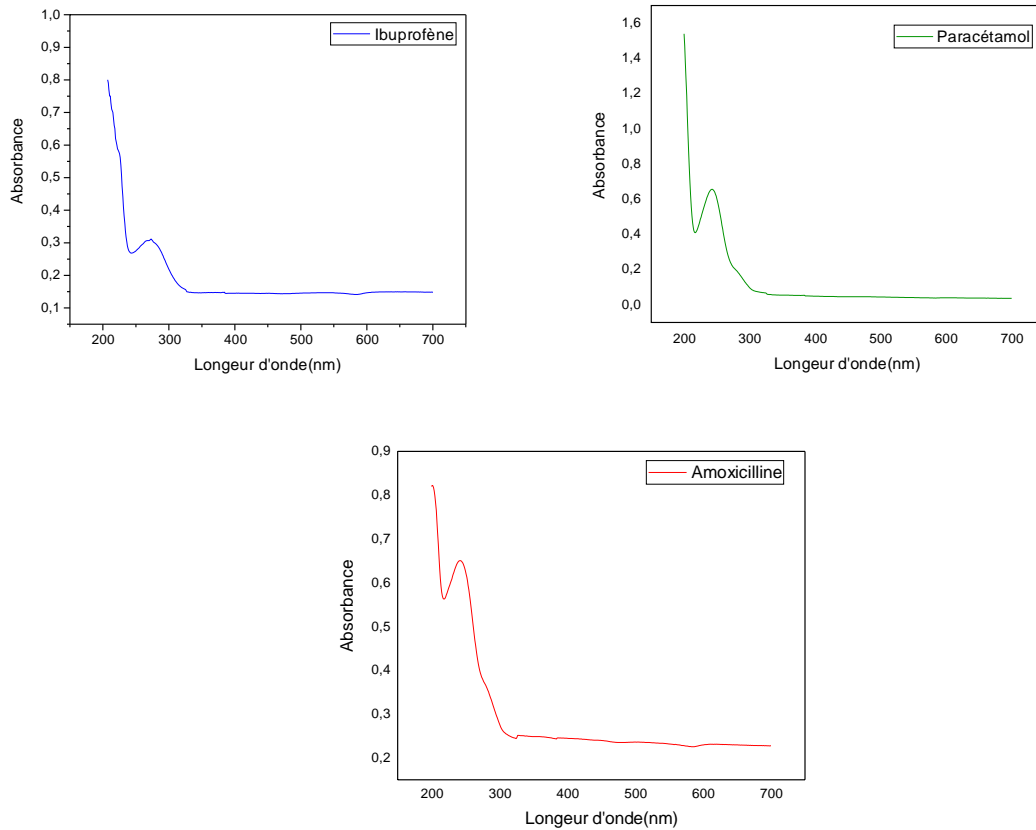 Ibuprofène
1,0
0,9
0,8
0,7
0,6
0,5
0,4
0,3
0,2
0,1
Absorbance
200 300 400 500 600 700
Longeur d'onde(nm)
Paracétamol
1,6
1,4
1,2
1,0
0,8
0,6
0,4
0,2
0,0
Absorbance
200 300 400 500 600 700
Longeur d'onde(nm)
Amoxicilline
0,9
0,8
0,7
0,6
0,5
0,4
0,3
0,2
Absorbance
200 300 400 500 600 700
Longeur d'onde(nm)